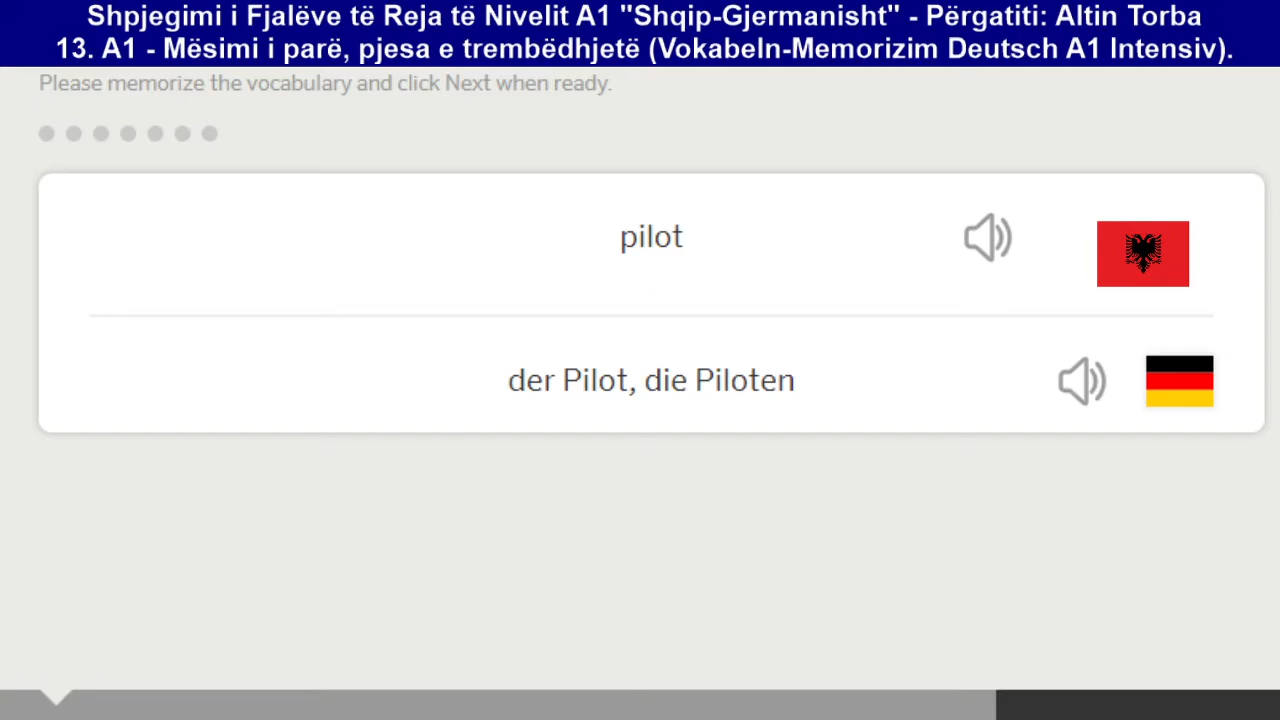 Shpjegimi i Fjalëve të Reja të Nivelit A1 "Shqip-Gjermanisht" - Përgatiti: Altin Torba
13. A1 - Mësimi i parë, pjesa e trembëdhjetë (Vokabeln-Memorizim Deutsch A1 Intensiv).
Please memorize the vocabulary and click Next when ready.
pilot
der Pilot, die Piloten